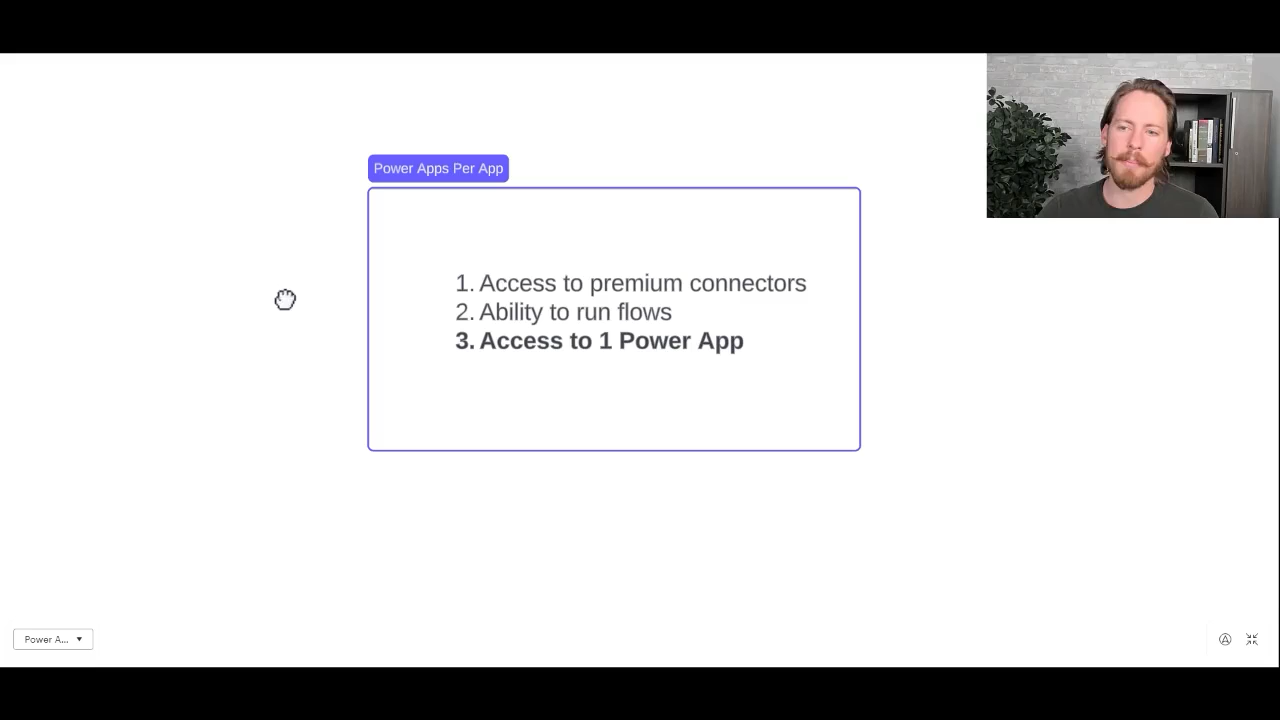 Power Apps Per App
1. Access to premium connectors
2. Ability to run flows
3. Access to 1 Power App
Power A...